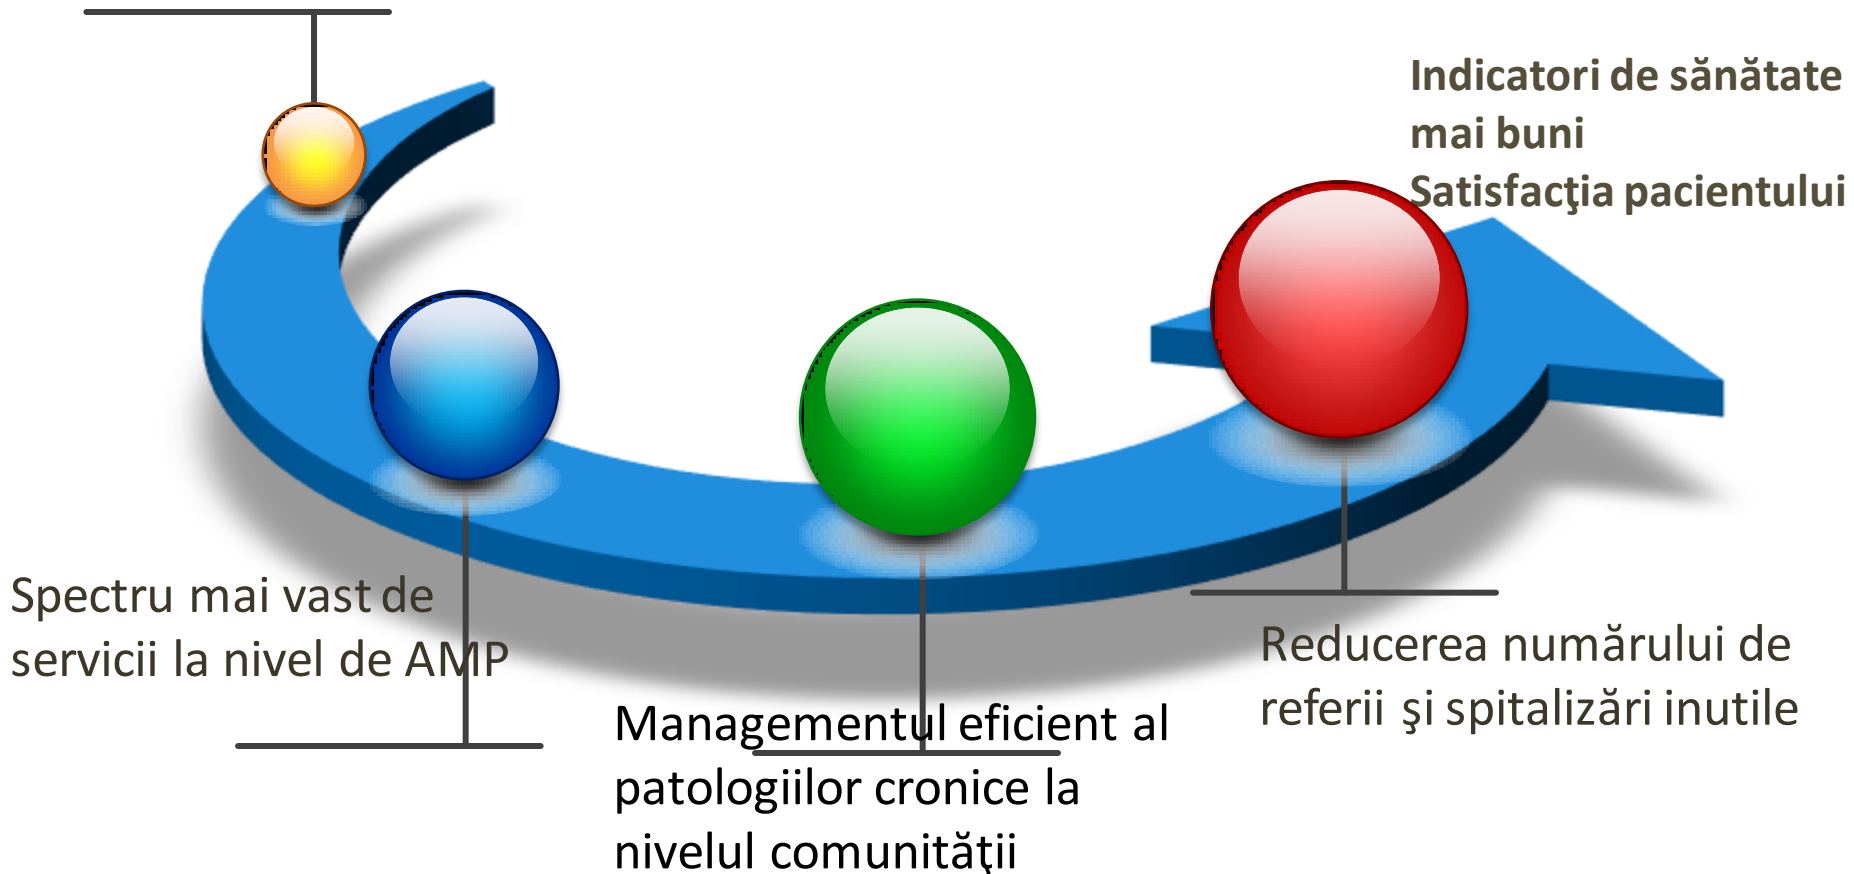 Indicatori de sănătate
mai buni
Satisfacţia pacientului
Spectru mai vast de
servicii la nivel de AMP
Managementul eficient al
patologiilor cronice la
nivelul comunităţii
Reducerea numărului de
referii şi spitalizări inutile